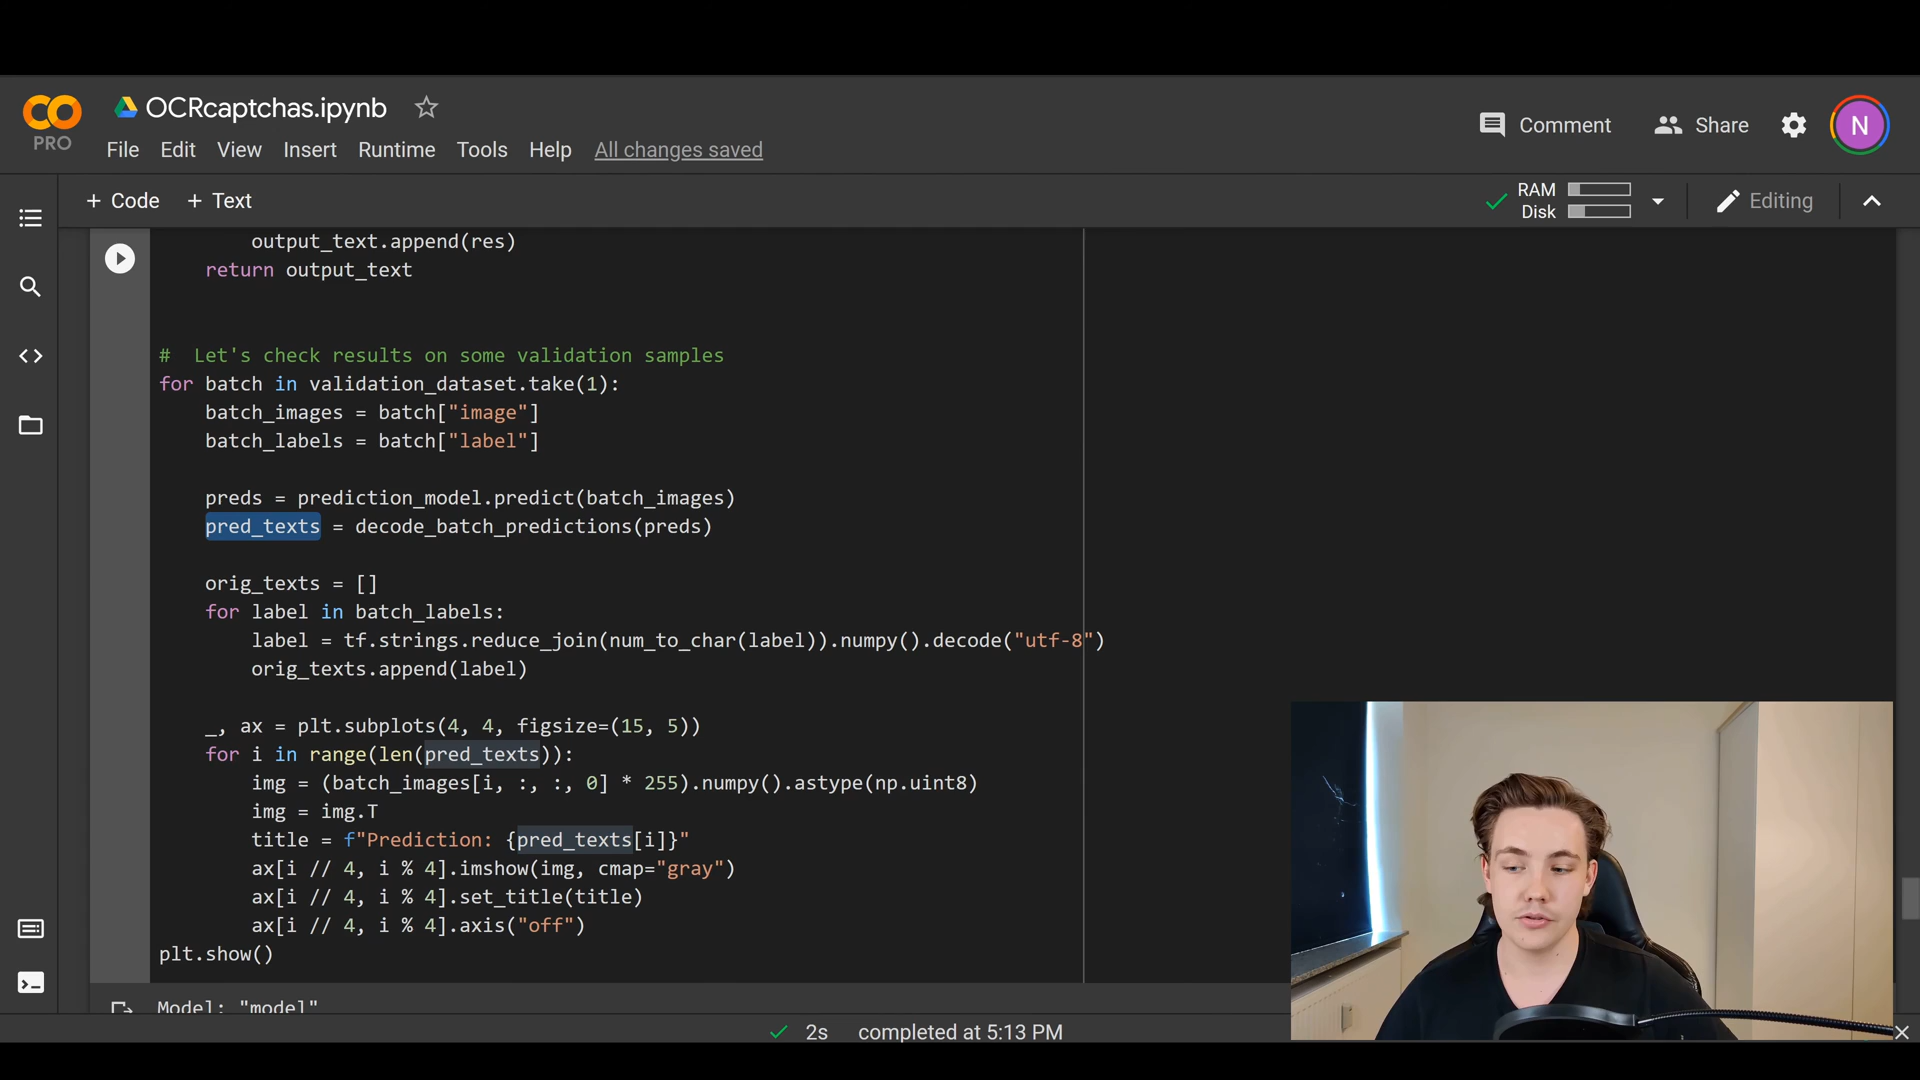 OCRcaptchas.ipynb
PRO
File Edit View Insert Runtime Tools Help All changes saved
Comment Share N
+ Code + Text
RAM
Disk
Editing
output_text.append(res)
return output_text
# Let's check results on some validation samples
for batch in validation_dataset.take(1):
batch_images = batch["image"]
batch_labels = batch["label"]
preds = prediction_model.predict(batch_images)
pred_texts = decode_batch_predictions(preds)
orig_texts = []
for label in batch_labels:
label = tf.strings.reduce_join(num_to_char(label)).numpy().decode("utf-8")
orig_texts.append(label)
_, ax = plt.subplots(4, 4, figsize=(15, 5))
for i in range(len(pred_texts)):
img = (batch_images[i, :, :, 0] * 255).numpy().astype(np.uint8)
img = img.T
title = f"Prediction: {pred_texts[i]}"
ax[i // 4, i % 4].imshow(img, cmap="gray")
ax[i // 4, i % 4].set_title(title)
ax[i // 4, i % 4].axis("off")
plt.show()
Model: "model"
2s completed at 5:13 PM